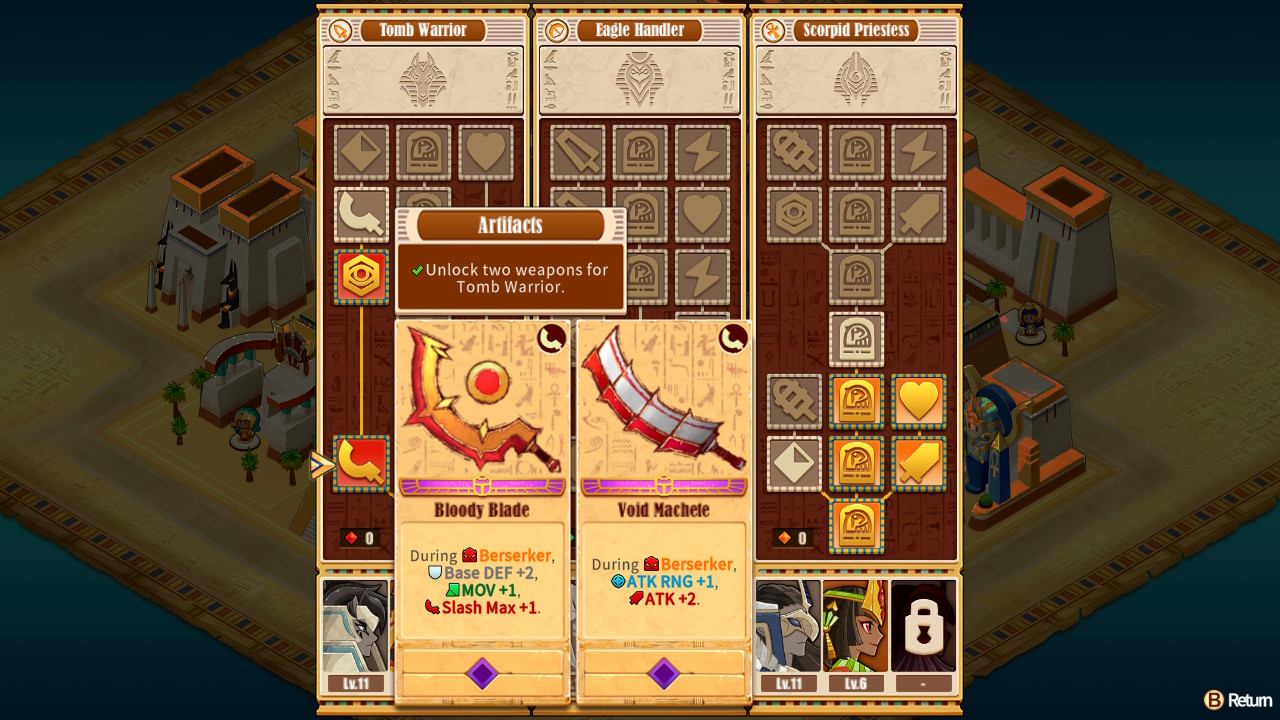 Tomb Warrior
Eagle Handler
Scorpid Priestess
Artifacts
Unlock two weapons for
Tomb Warrior.
Bloody Blade
During Berserker,
Base DEF +2,
MOV +1,
Slash Max +1.
Void Machete
During Berserker,
ATK RNG +1,
ATK +2.
0
0
Lv.11
Lv.11
Lv.6
-
B Return